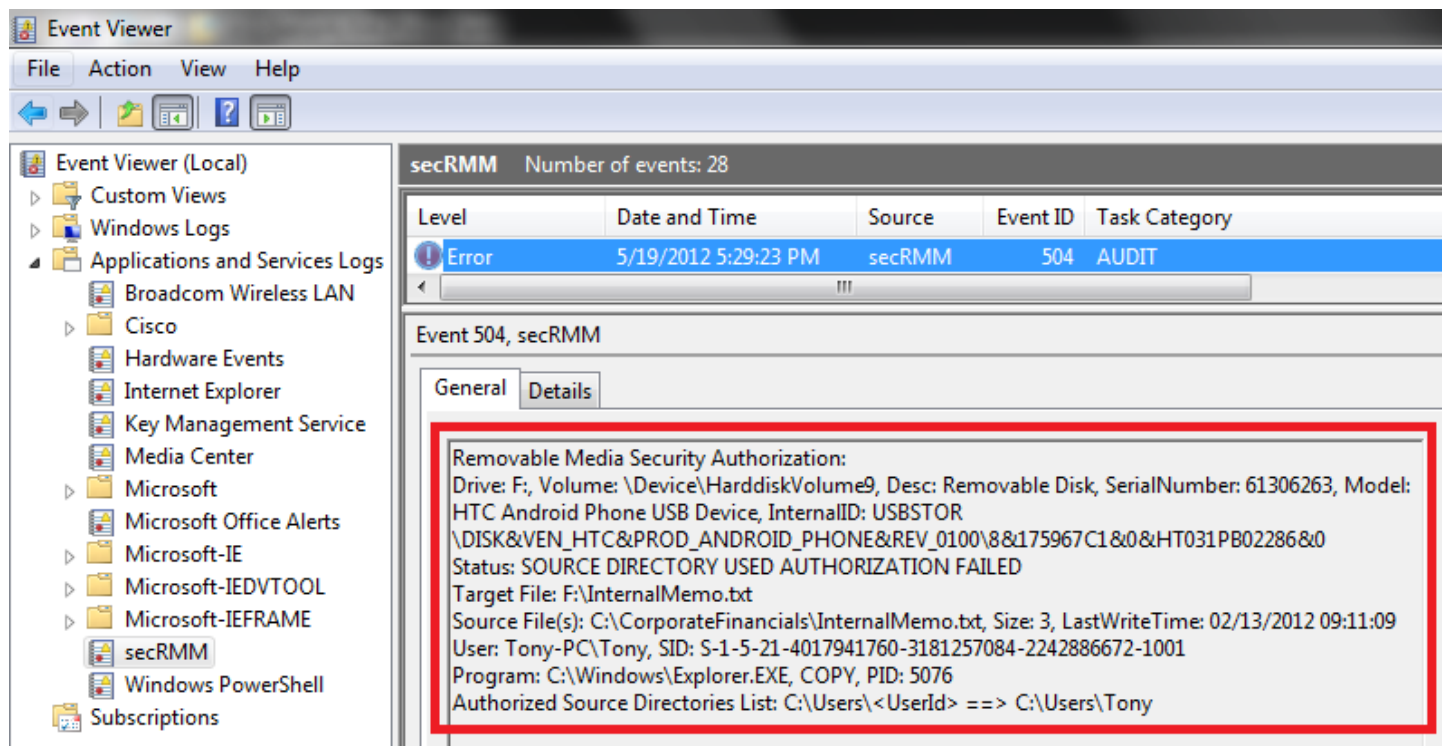 Event Viewer
File Action View Help
Event Viewer (Local)
Custom Views
Windows Logs
Applications and Services Logs
Broadcom Wireless LAN
Cisco
Hardware Events
Internet Explorer
Key Management Service
Media Center
Microsoft
Microsoft Office Alerts
Microsoft-IE
Microsoft-IEDVTOOL
Microsoft-IEFRAME
secRMM
Windows PowerShell
Subscriptions
secRMM Number of events: 28
Level Date and Time Source Event ID Task Category
Error 5/19/2012 5:29:23 PM secRMM 504 AUDIT
Event 504, secRMM
General Details
Removable Media Security Authorization:
Drive: F:, Volume: \Device\HarddiskVolume9, Desc: Removable Disk, SerialNumber: 61306263, Model:
HTC Android Phone USB Device, InternalID: USBSTOR
\DISK&VEN_HTC&PROD_ANDROID_PHONE&REV_0100\8&175967C1&0&HT031PB02286&0
Status: SOURCE DIRECTORY USED AUTHORIZATION FAILED
Target File: F:\InternalMemo.txt
Source File(s): C:\CorporateFinancials\InternalMemo.txt, Size: 3, LastWriteTime: 02/13/2012 09:11:09
User: Tony-PC\Tony, SID: S-1-5-21-4017941760-3181257084-2242886672-1001
Program: C:\Windows\Explorer.EXE, COPY, PID: 5076
Authorized Source Directories List: C:\Users\<UserId> ==> C:\Users\Tony